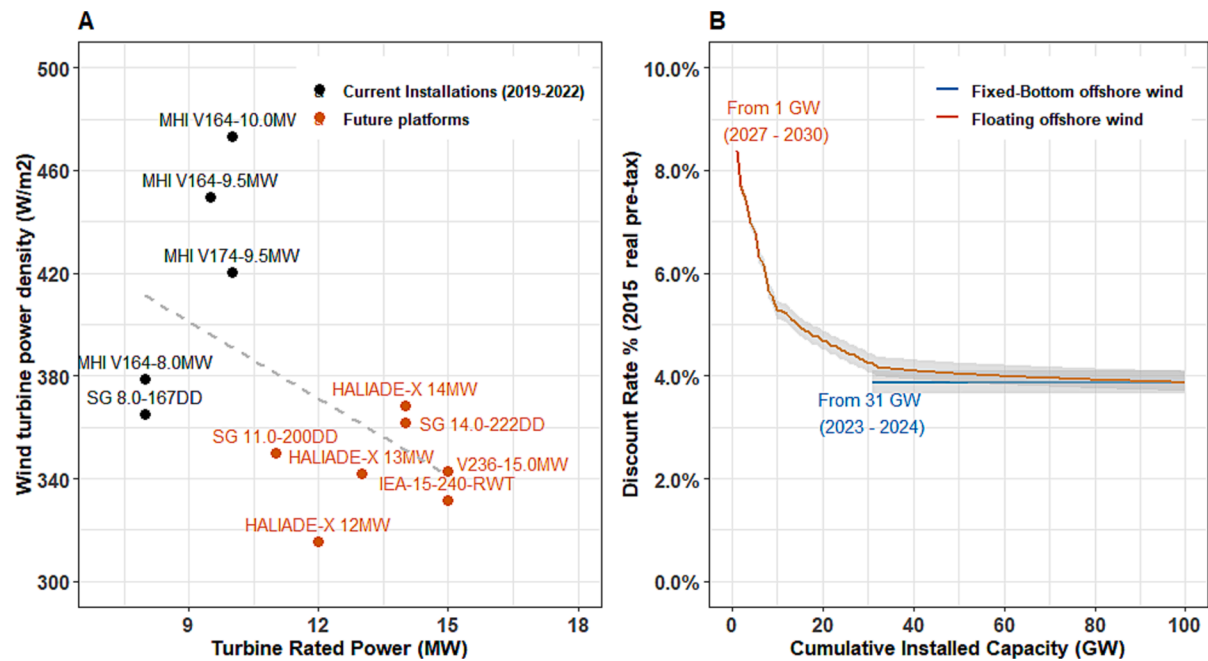 A
Wind turbine power density (W/m2)
500
460
420
380
340
300
Current Installations (2019-2022)
Future platforms
MHI V164-10.0MW
MHI V164-9.5MW
MHI V174-9.5MW
MHI V164-8.0MW
SG 8.0-167DD
HALIADE-X 14MW
SG 14.0-222DD
SG 11.0-200DD
HALIADE-X 13MW
V236-15.0MW
IEA-15-240-RWT
HALIADE-X 12MW
9 12 15 18
Turbine Rated Power (MW)
B
Discount Rate % (2015 real pre-tax)
10.0%
8.0%
6.0%
4.0%
2.0%
0.0%
Fixed-Bottom offshore wind
Floating offshore wind
From 1 GW
(2027 - 2030)
From 31 GW
(2023 - 2024)
0 20 40 60 80 100
Cumulative Installed Capacity (GW)